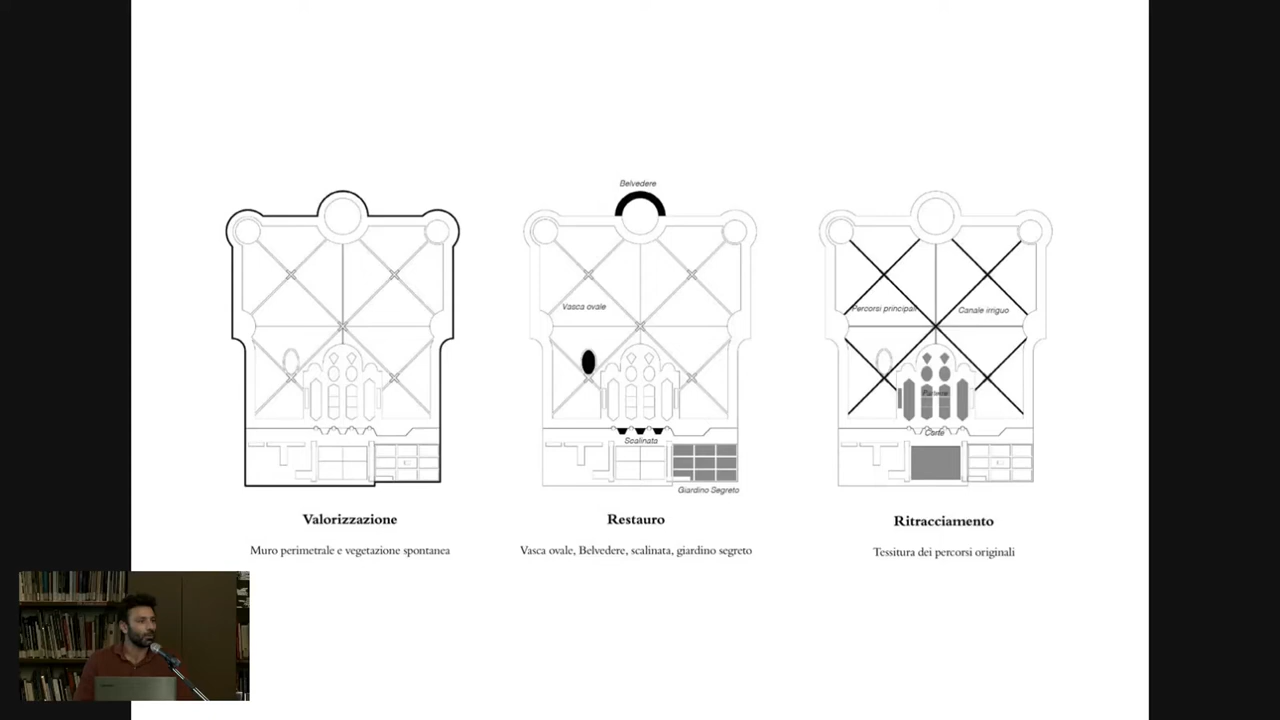 Belvedere
Vasca ovale
Percorsi principali
Canale irriguo
Corte
Scalinata
Giardino Segreto
Valorizzazione
Restauro
Ritracciamento
Muro perimetrale e vegetazione spontanea
Vasca ovale, Belvedere, scalinata, giardino segreto
Tessitura dei percorsi originali